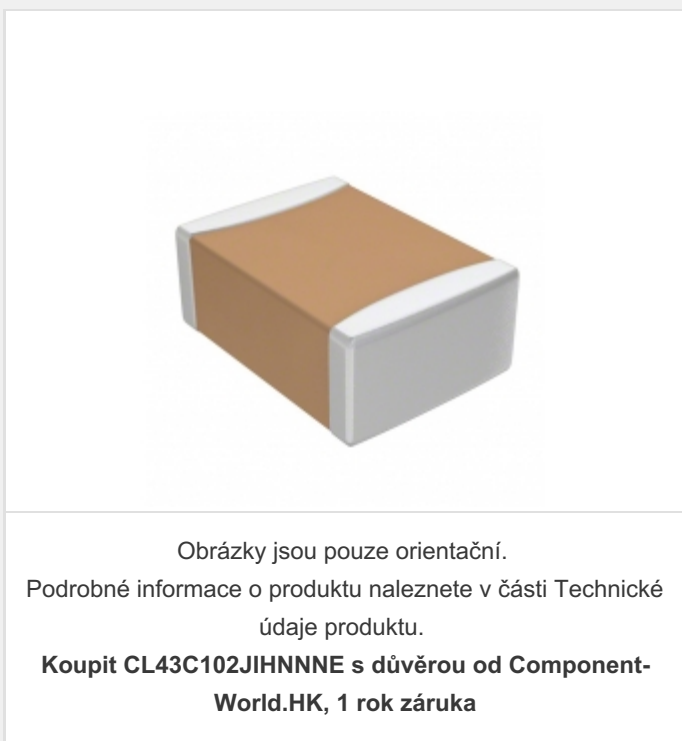 Obrázky jsou pouze orientační.
Podrobné informace o produktu naleznete v části Technické
údaje produktu.
Koupit CL43C102JIHNNNE s důvěrou od Component-
World.HK, 1 rok záruka